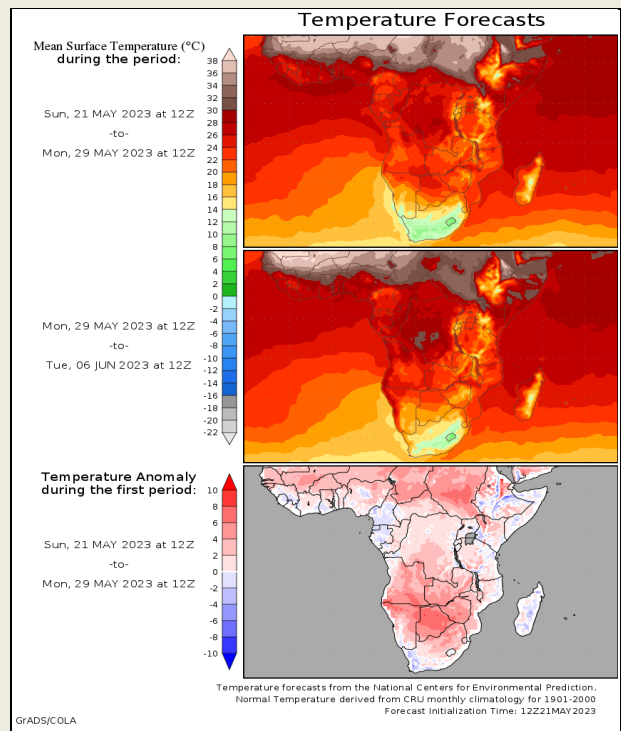 Temperature Forecasts
Mean Surface Temperature (°C)
during the period:
Sun, 21 MAY 2023 at 12Z
-to-
Mon, 29 MAY 2023 at 12Z
38
36
34
32
30
28
26
24
22
20
18
16
14
12
10
8
6
4
2
0
-2
-4
-6
-8
-10
-12
-14
-16
-18
-20
-22
Mon, 29 MAY 2023 at 12Z
-to-
Tue, 06 JUN 2023 at 12Z
Temperature Anomaly
during the first period:
Sun, 21 MAY 2023 at 12Z
-to-
Mon, 29 MAY 2023 at 12Z
10
8
6
4
2
0
-2
-4
-6
-8
-10
Temperature forecasts from the National Centers for Environmental Prediction.
Normal Temperature derived from CRU monthly climatology for 1901-2000
Forecast Initialization Time: 12Z21MAY2023
GrADS/COLA